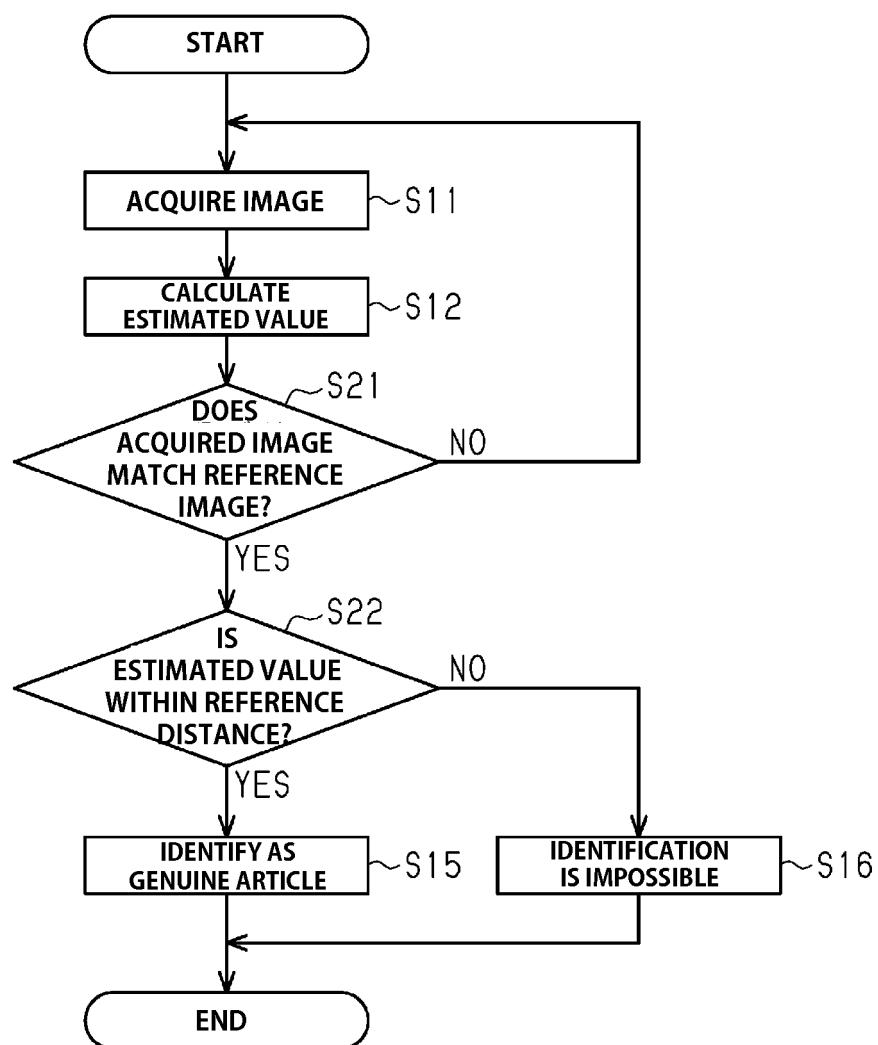 START
ACQUIRE IMAGE
S11
CALCULATE
ESTIMATED VALUE
S12
S21
DOES
ACQUIRED IMAGE
MATCH REFERENCE
IMAGE?
NO
YES
S22
IS
ESTIMATED VALUE
WITHIN REFERENCE
DISTANCE?
NO
YES
IDENTIFY AS
GENUINE ARTICLE
S15
IDENTIFICATION
IS IMPOSSIBLE
S16
END